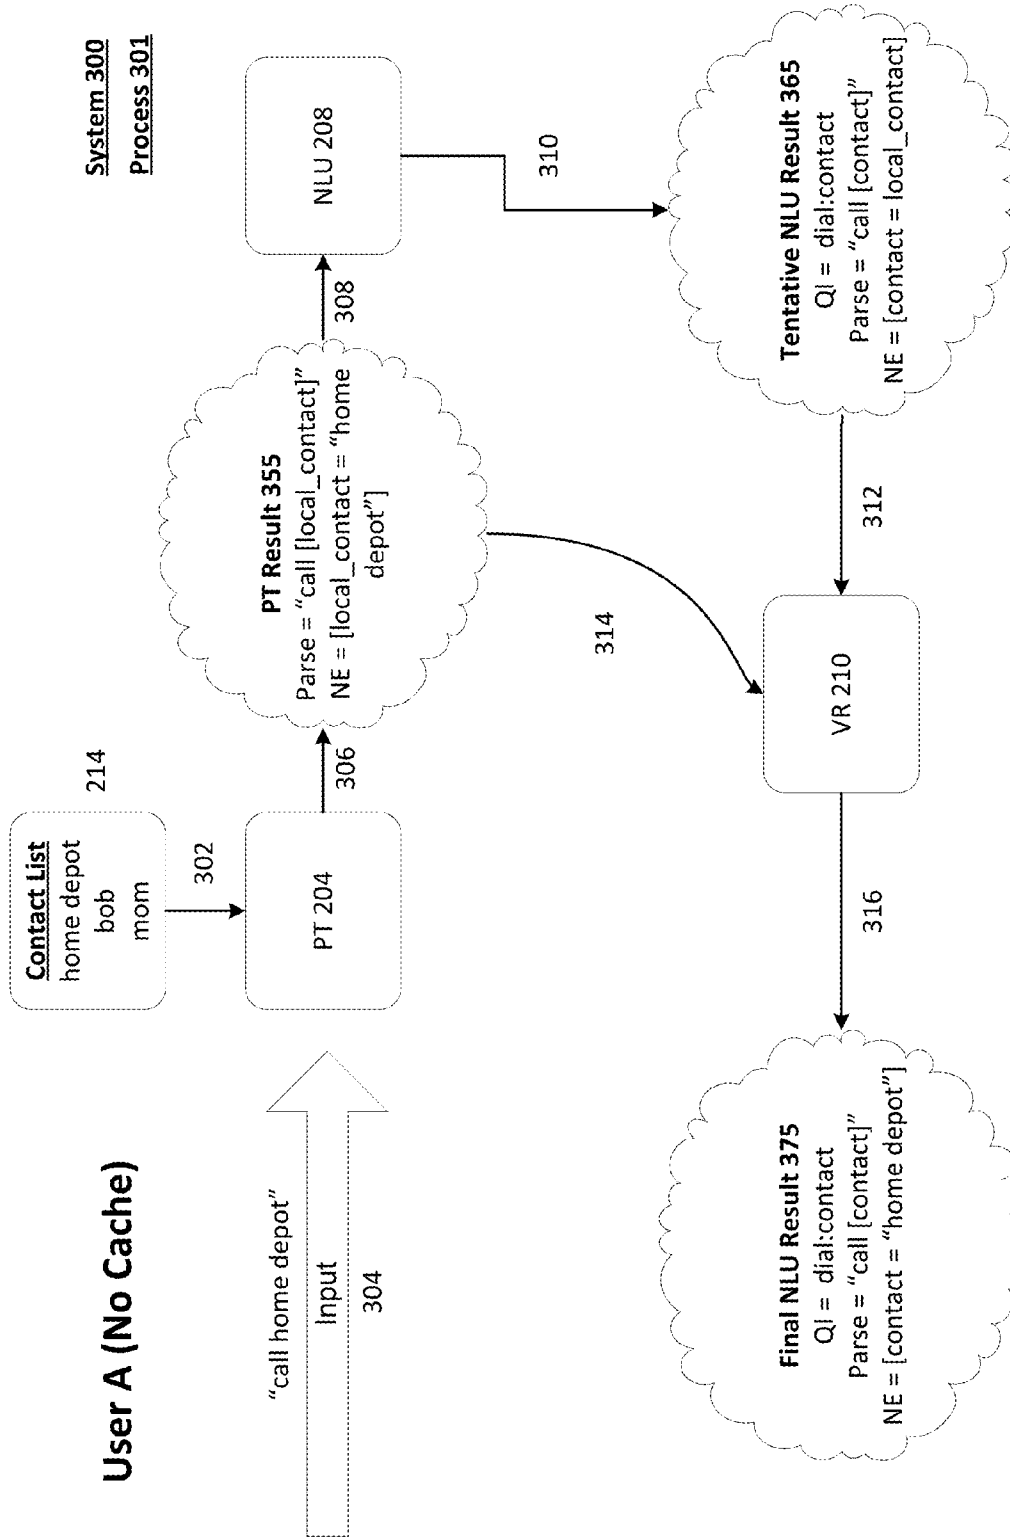 System 300
Process 301
User A (No Cache)
"call home depot"
Input
304
Contact List
home depot
bob
mom
214
302
PT 204
306
PT Result 355
Parse = "call [local_contact]"
NE = [local_contact = "home
depot"]
308
NLU 208
310
Tentative NLU Result 365
QI = dial:contact
Parse = "call [contact]"
NE = [contact = local_contact]
312
314
VR 210
316
Final NLU Result 375
QI = dial:contact
Parse = "call [contact]"
NE = [contact = "home depot"]